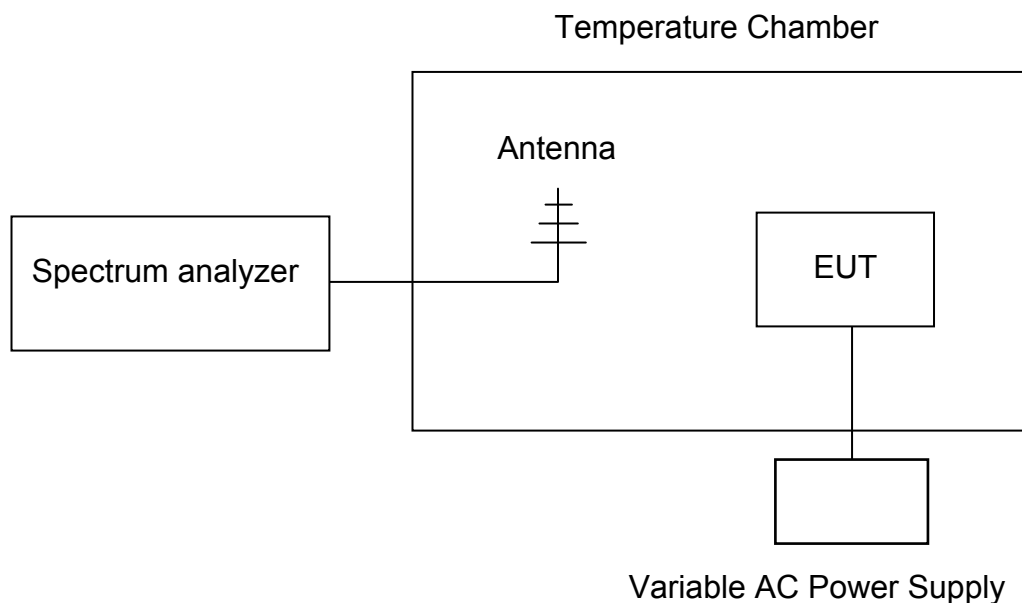 Temperature Chamber
Antenna
Spectrum analyzer
EUT
Variable AC Power Supply